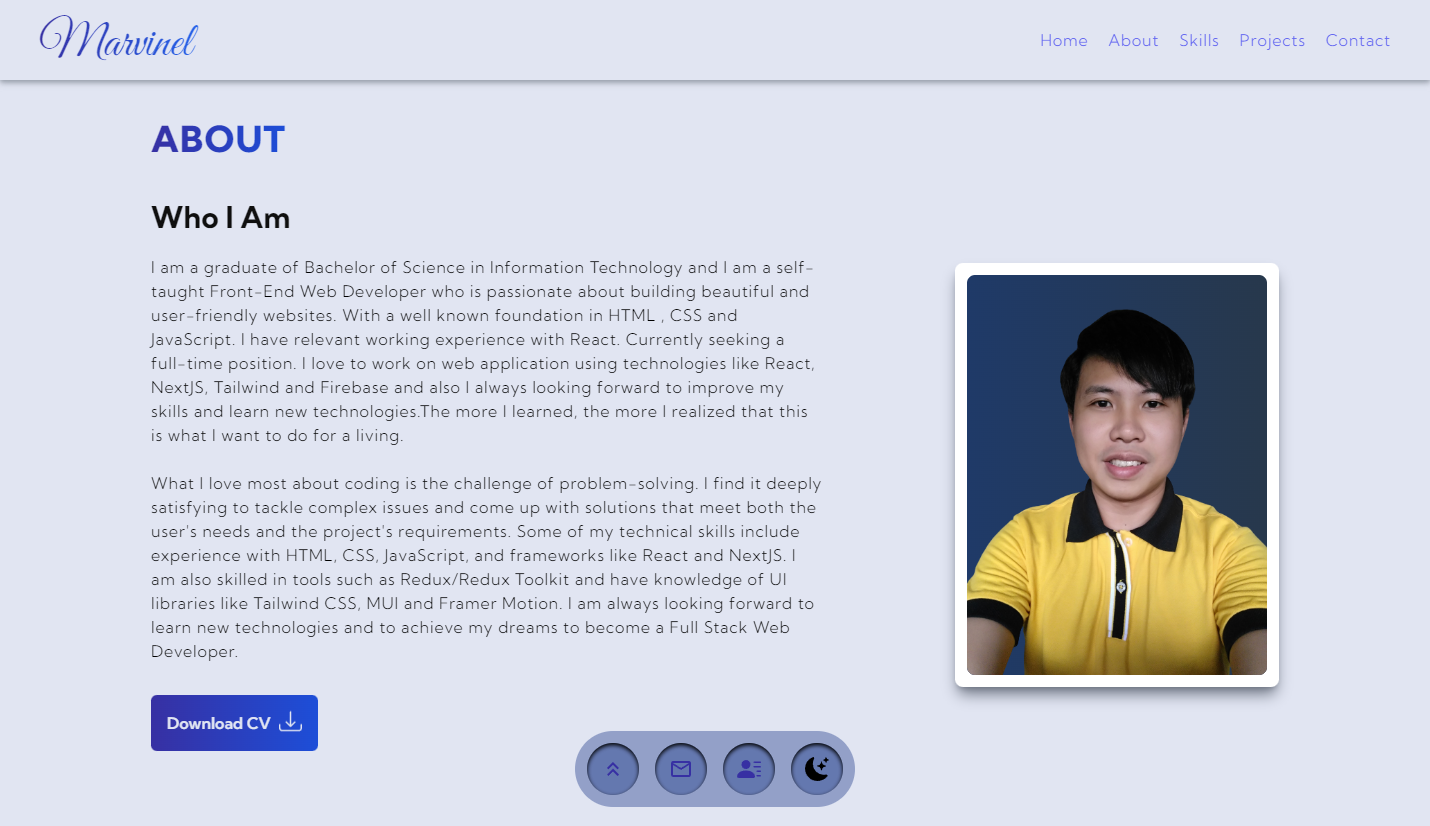 Marvinel
Home About Skills Projects Contact
ABOUT
Who I Am
I am a graduate of Bachelor of Science in Information Technology and I am a self-
taught Front-End Web Developer who is passionate about building beautiful and
user-friendly websites. With a well known foundation in HTML , CSS and
JavaScript. I have relevant working experience with React. Currently seeking a
full-time position. I love to work on web application using technologies like React,
NextJS, Tailwind and Firebase and also I always looking forward to improve my
skills and learn new technologies.The more I learned, the more I realized that this
is what I want to do for a living.
What I love most about coding is the challenge of problem-solving. I find it deeply
satisfying to tackle complex issues and come up with solutions that meet both the
user's needs and the project's requirements. Some of my technical skills include
experience with HTML, CSS, JavaScript, and frameworks like React and NextJS. I
am also skilled in tools such as Redux/Redux Toolkit and have knowledge of UI
libraries like Tailwind CSS, MUI and Framer Motion. I am always looking forward to
learn new technologies and to achieve my dreams to become a Full Stack Web
Developer.
Download CV